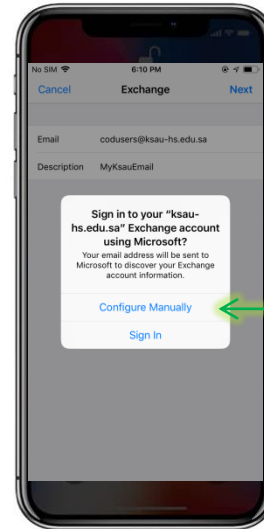 No SIM 6:10 PM
Cancel Exchange Next
Email codusers@ksau-hs.edu.sa
Description MyKsauEmail
Sign in to your “ksau-
hs.edu.sa” Exchange account
using Microsoft?
Your email address will be sent to
Microsoft to discover your Exchange
account information.
Configure Manually
Sign In